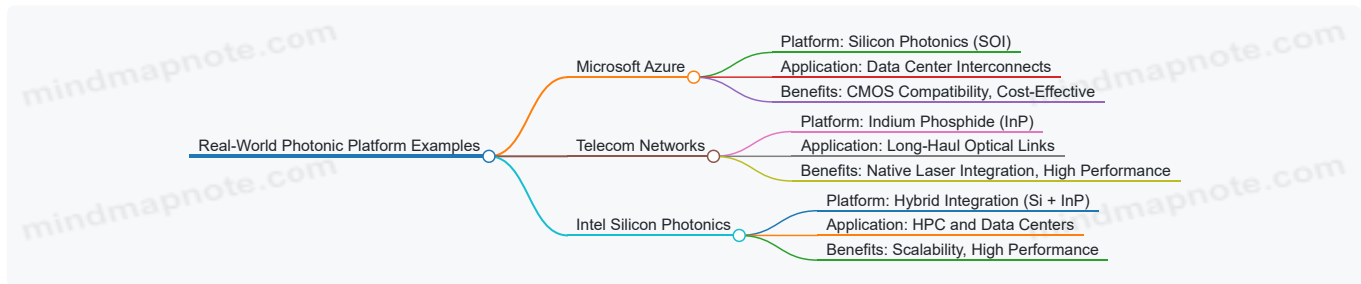 mindmapnote.com
mindmapnote.com
Real-World Photonic Platform Examples
Microsoft Azure
Platform: Silicon Photonics (SOI)
Application: Data Center Interconnects
Benefits: CMOS Compatibility, Cost-Effective
Telecom Networks
Platform: Indium Phosphide (InP)
Application: Long-Haul Optical Links
Benefits: Native Laser Integration, High Performance
Intel Silicon Photonics
Platform: Hybrid Integration (Si + InP)
Application: HPC and Data Centers
Benefits: Scalability, High Performance
mindmapnote.com
mindmapnote.com